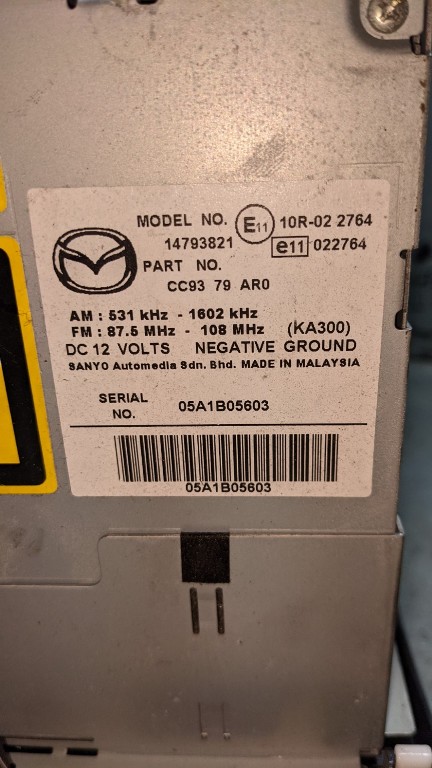 MODEL NO. E11 10R-02 2764
14793821 e11 022764
PART NO.
CC93 79 AR0
AM : 531 kHz - 1602 kHz
FM : 87.5 MHz - 108 MHz (KA300)
DC 12 VOLTS NEGATIVE GROUND
SANYO Automedia Sdn. Bhd. MADE IN MALAYSIA
SERIAL NO. 05A1B05603
05A1B05603